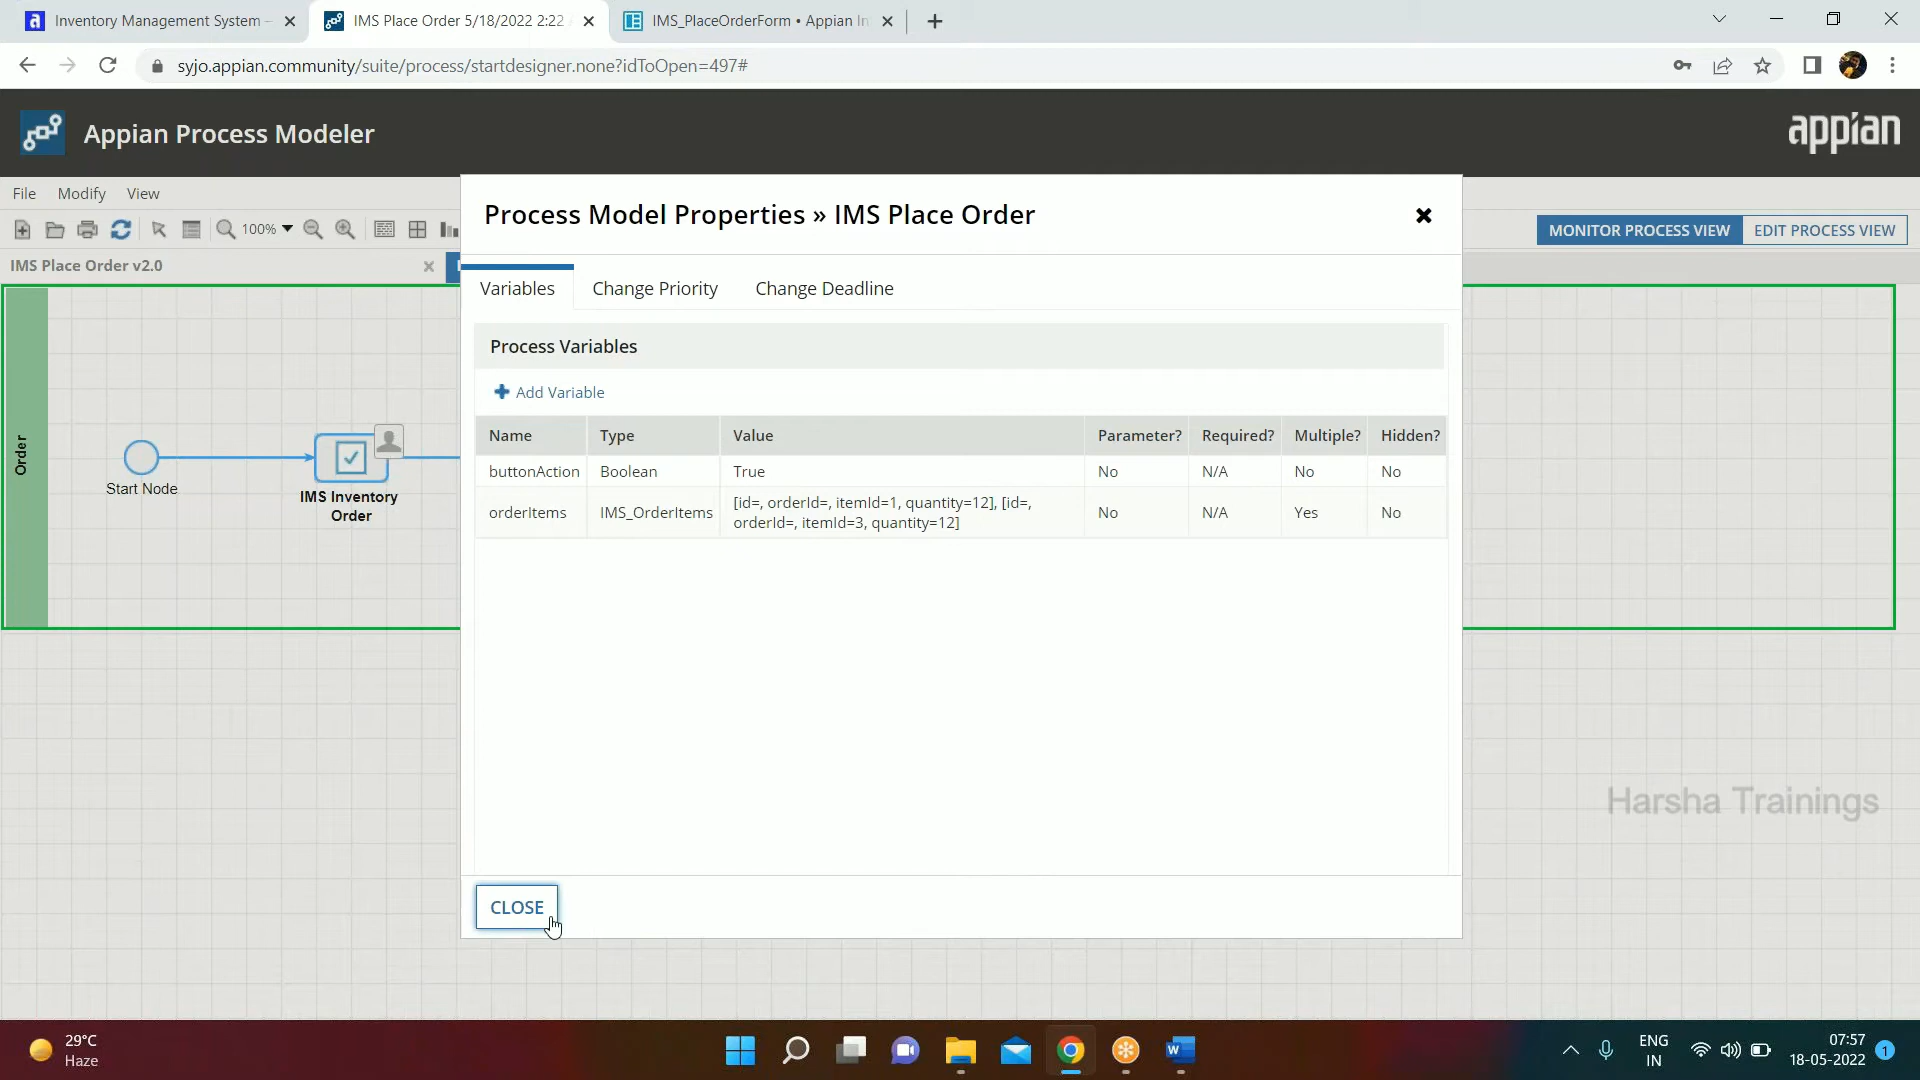 Inventory Management System -
IMS Place Order 5/18/2022 2:22
IMS_PlaceOrderForm • Appian In
syjo.appian.community/suite/process/startdesigner.none?idToOpen=497#
Appian Process Modeler
appian
File Modify View
100%
MONITOR PROCESS VIEW EDIT PROCESS VIEW
IMS Place Order v2.0
Process Model Properties » IMS Place Order
Variables Change Priority Change Deadline
Process Variables
Add Variable
Name Type Value Parameter? Required? Multiple? Hidden?
buttonAction Boolean True No N/A No No
orderItems IMS_OrderItems [id=, orderId=, itemId=1, quantity=12], [id=,
orderId=, itemId=3, quantity=12] No N/A Yes No
Order
Start Node
IMS Inventory
Order
CLOSE
Harsha Trainings
29°C
Haze
ENG
IN
07:57
18-05-2022
1